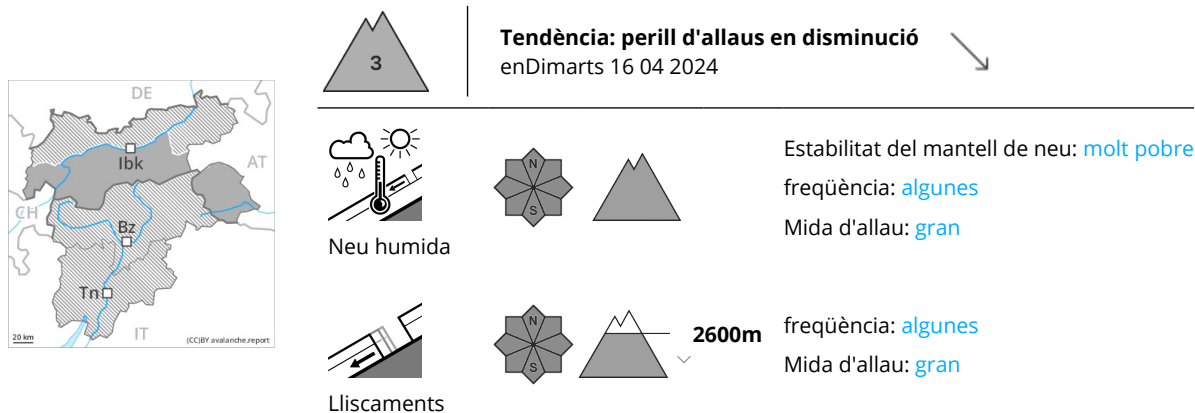 3
Tendència: perill d'allaus en disminució
enDimarts 16 04 2024
DE
Ibk
AT
CH
Bz
Tn
IT
20 km
(CC)BY avalanche.report
N
S
Neu humida
Estabilitat del mantell de neu: molt pobre
freqüència: algunes
Mida d'allau: gran
N
S
2600m
Lliscaments
freqüència: algunes
Mida d'allau: gran